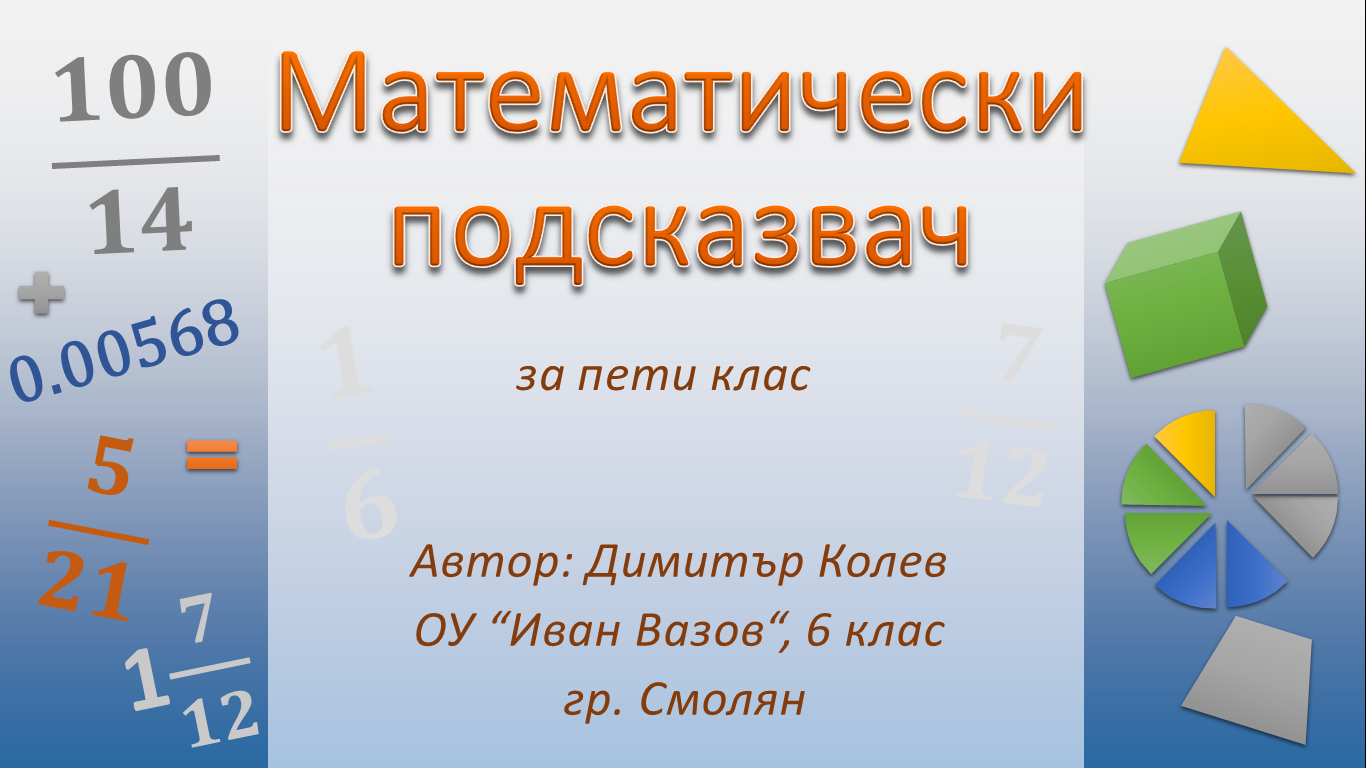 100
14
+
0.00568
5
21
=
1 7
12
Математически
подсказвач
1
6
7
12
за пети клас
Автор: Димитър Колев
ОУ “Иван Вазов“, 6 клас
гр. Смолян